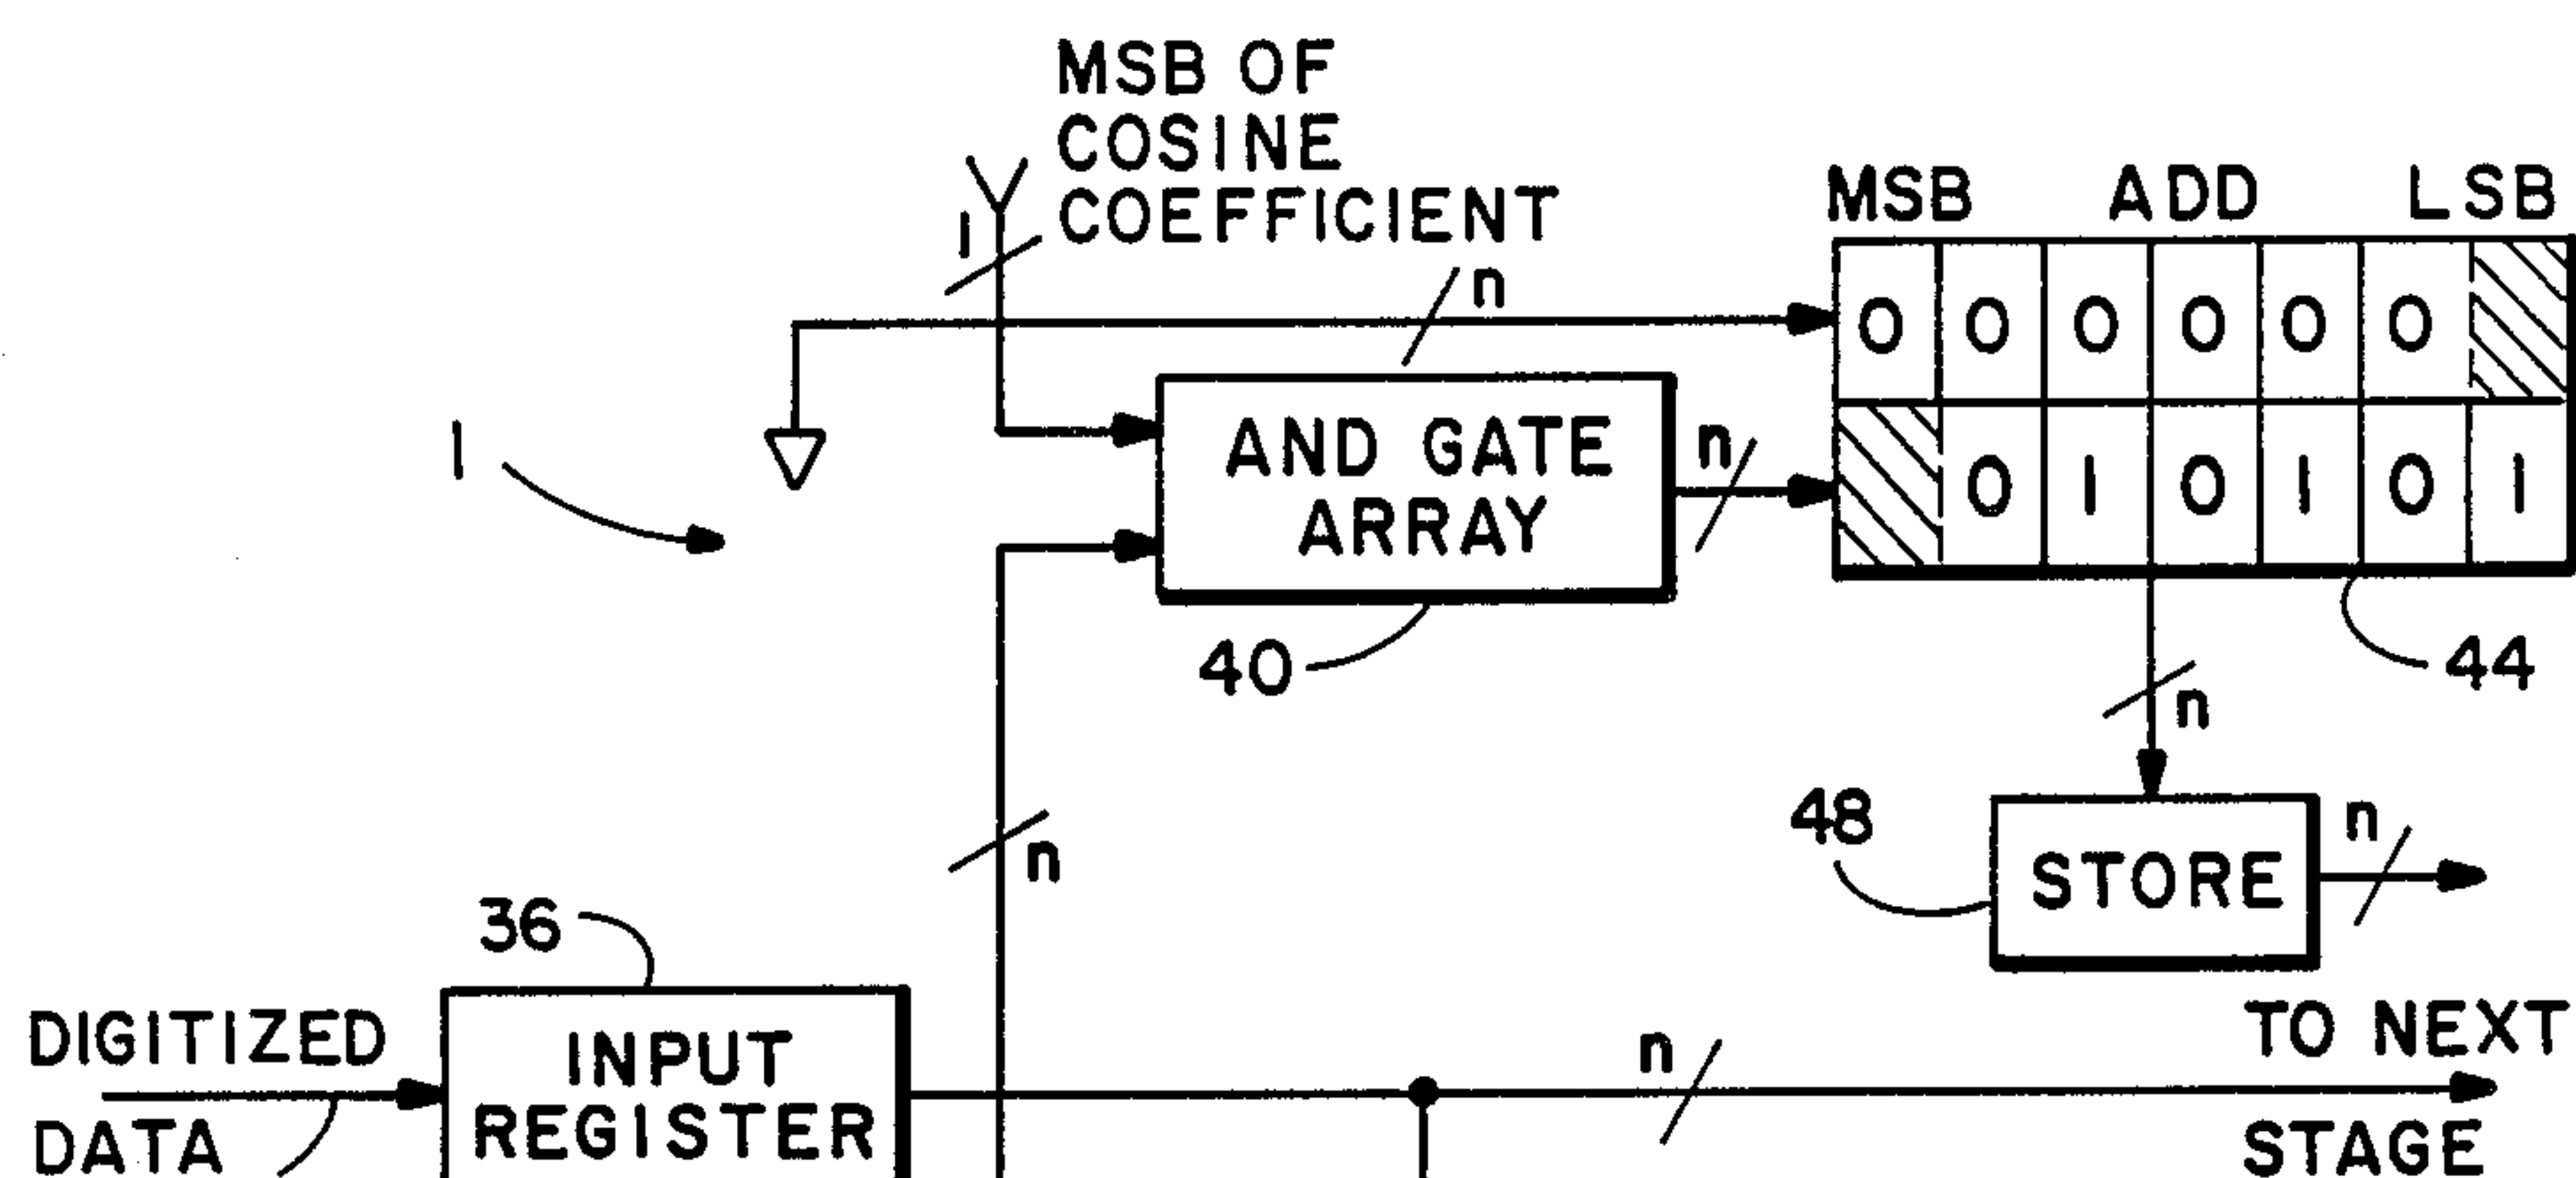 MSB OF
COSINE
COEFFICIENT
1
n
MSB ADD LSB
0 0 0 0 0 0
0 1 0 1 0 1
1
AND GATE
ARRAY
n
40
44
n
n
48
STORE
n
36
DIGITIZED
DATA
INPUT
REGISTER
n
TO NEXT
STAGE